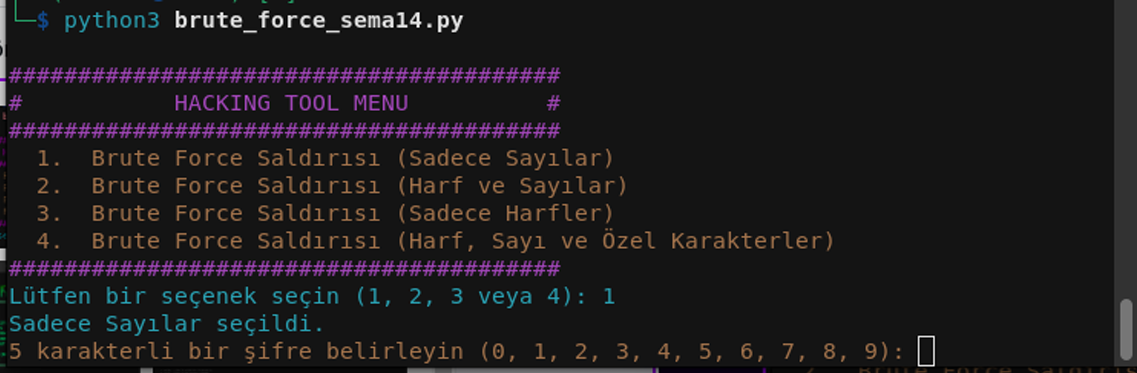 └─$ python3 brute_force_sema14.py
########################################
# HACKING TOOL MENU #
########################################
1. Brute Force Saldırısı (Sadece Sayılar)
2. Brute Force Saldırısı (Harf ve Sayılar)
3. Brute Force Saldırısı (Sadece Harfler)
4. Brute Force Saldırısı (Harf, Sayı ve Özel Karakterler)
########################################
Lütfen bir seçenek seçin (1, 2, 3 veya 4): 1
Sadece Sayılar seçildi.
5 karakterli bir şifre belirleyin (0, 1, 2, 3, 4, 5, 6, 7, 8, 9):